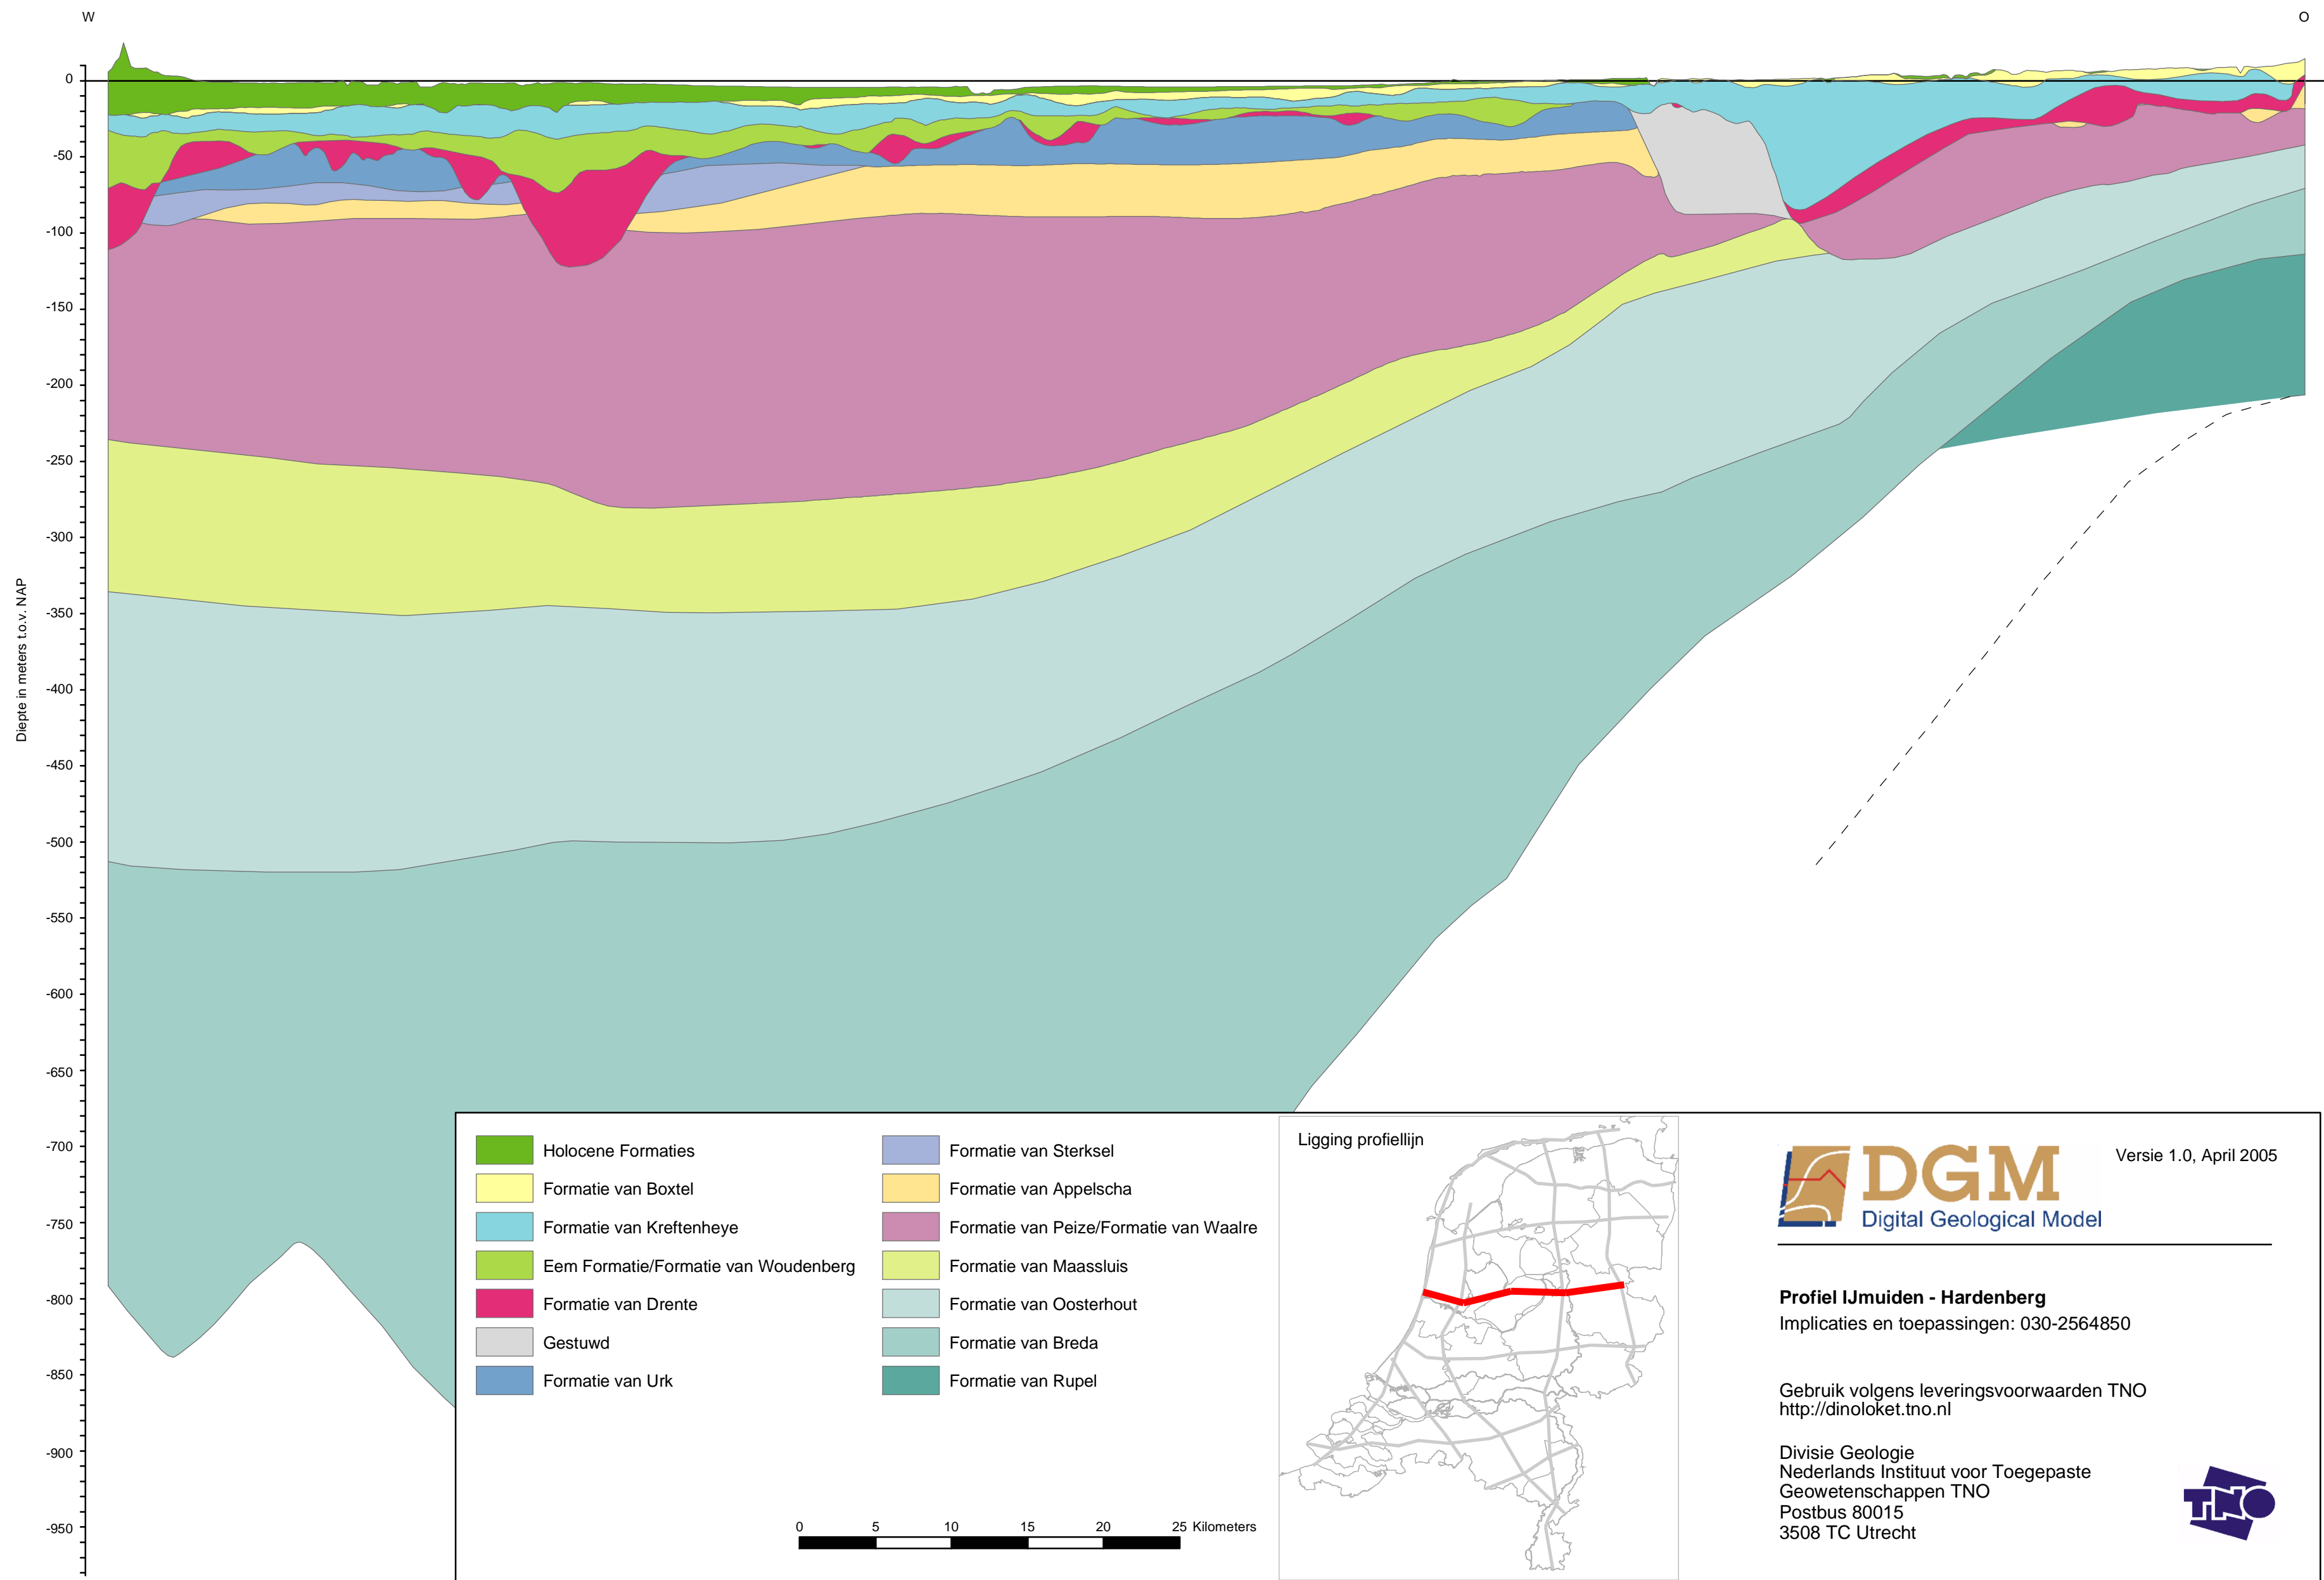 W
O
0
-50
-100
-150
-200
-250
-300
-350
-400
-450
-500
-550
-600
-650
-700
-750
-800
-850
-900
-950
Diepte in meters t.o.v. NAP
Holocene Formaties
Formatie van Boxtel
Formatie van Kreftenheye
Eem Formatie/Formatie van Woudenberg
Formatie van Drente
Gestuwd
Formatie van Urk
Formatie van Sterksel
Formatie van Appelscha
Formatie van Peize/Formatie van Waalre
Formatie van Maassluis
Formatie van Oosterhout
Formatie van Breda
Formatie van Rupel
0 5 10 15 20 25 Kilometers
Ligging profiellijn
DGM
Digital Geological Model
Versie 1.0, April 2005
Profiel IJmuiden - Hardenberg
Implicaties en toepassingen: 030-2564850
Gebruik volgens leveringsvoorwaarden TNO
http://dinoloket.tno.nl
Divisie Geologie
Nederlands Instituut voor Toegepaste
Geowetenschappen TNO
Postbus 80015
3508 TC Utrecht
TNO